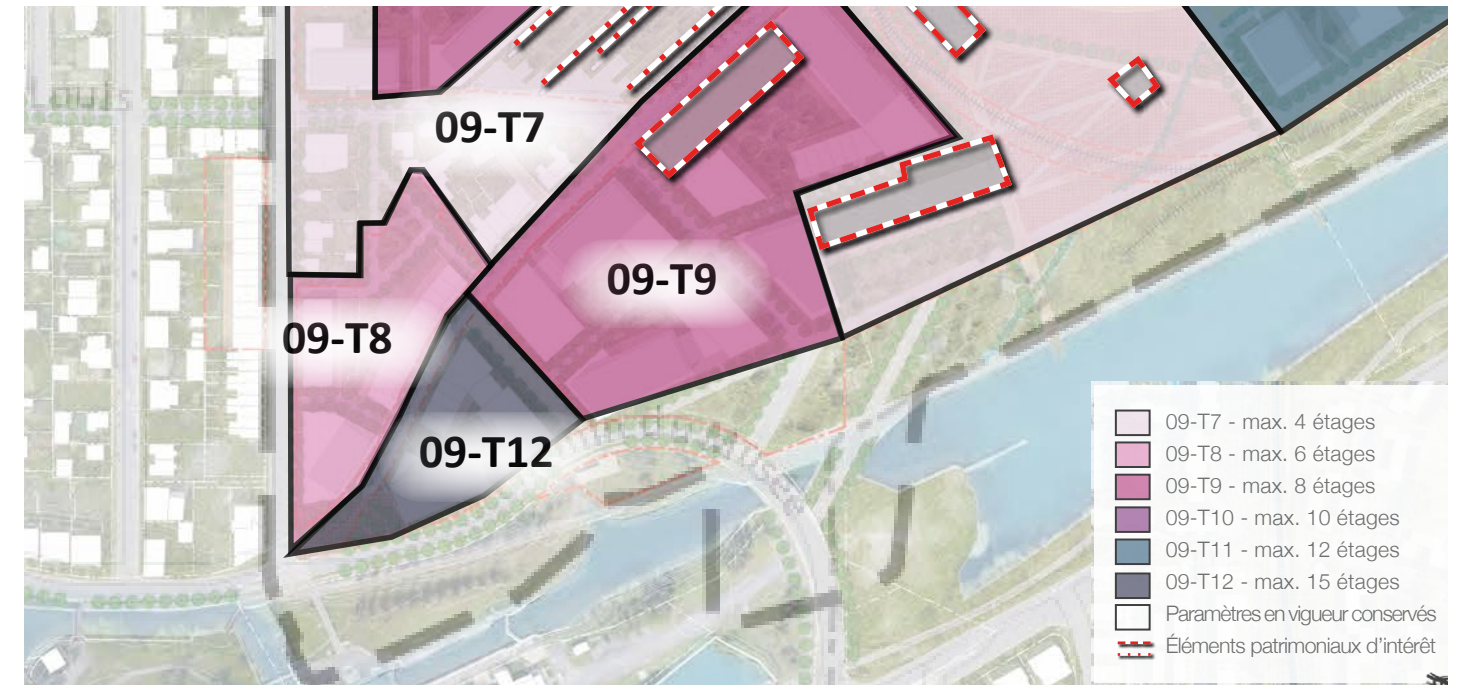 Louis
09-T7
09-T9
09-T8
09-T12
09-T7 - max. 4 étages
09-T8 - max. 6 étages
09-T9 - max. 8 étages
09-T10 - max. 10 étages
09-T11 - max. 12 étages
09-T12 - max. 15 étages
Paramètres en vigueur conservés
Éléments patrimoniaux d'intérêt